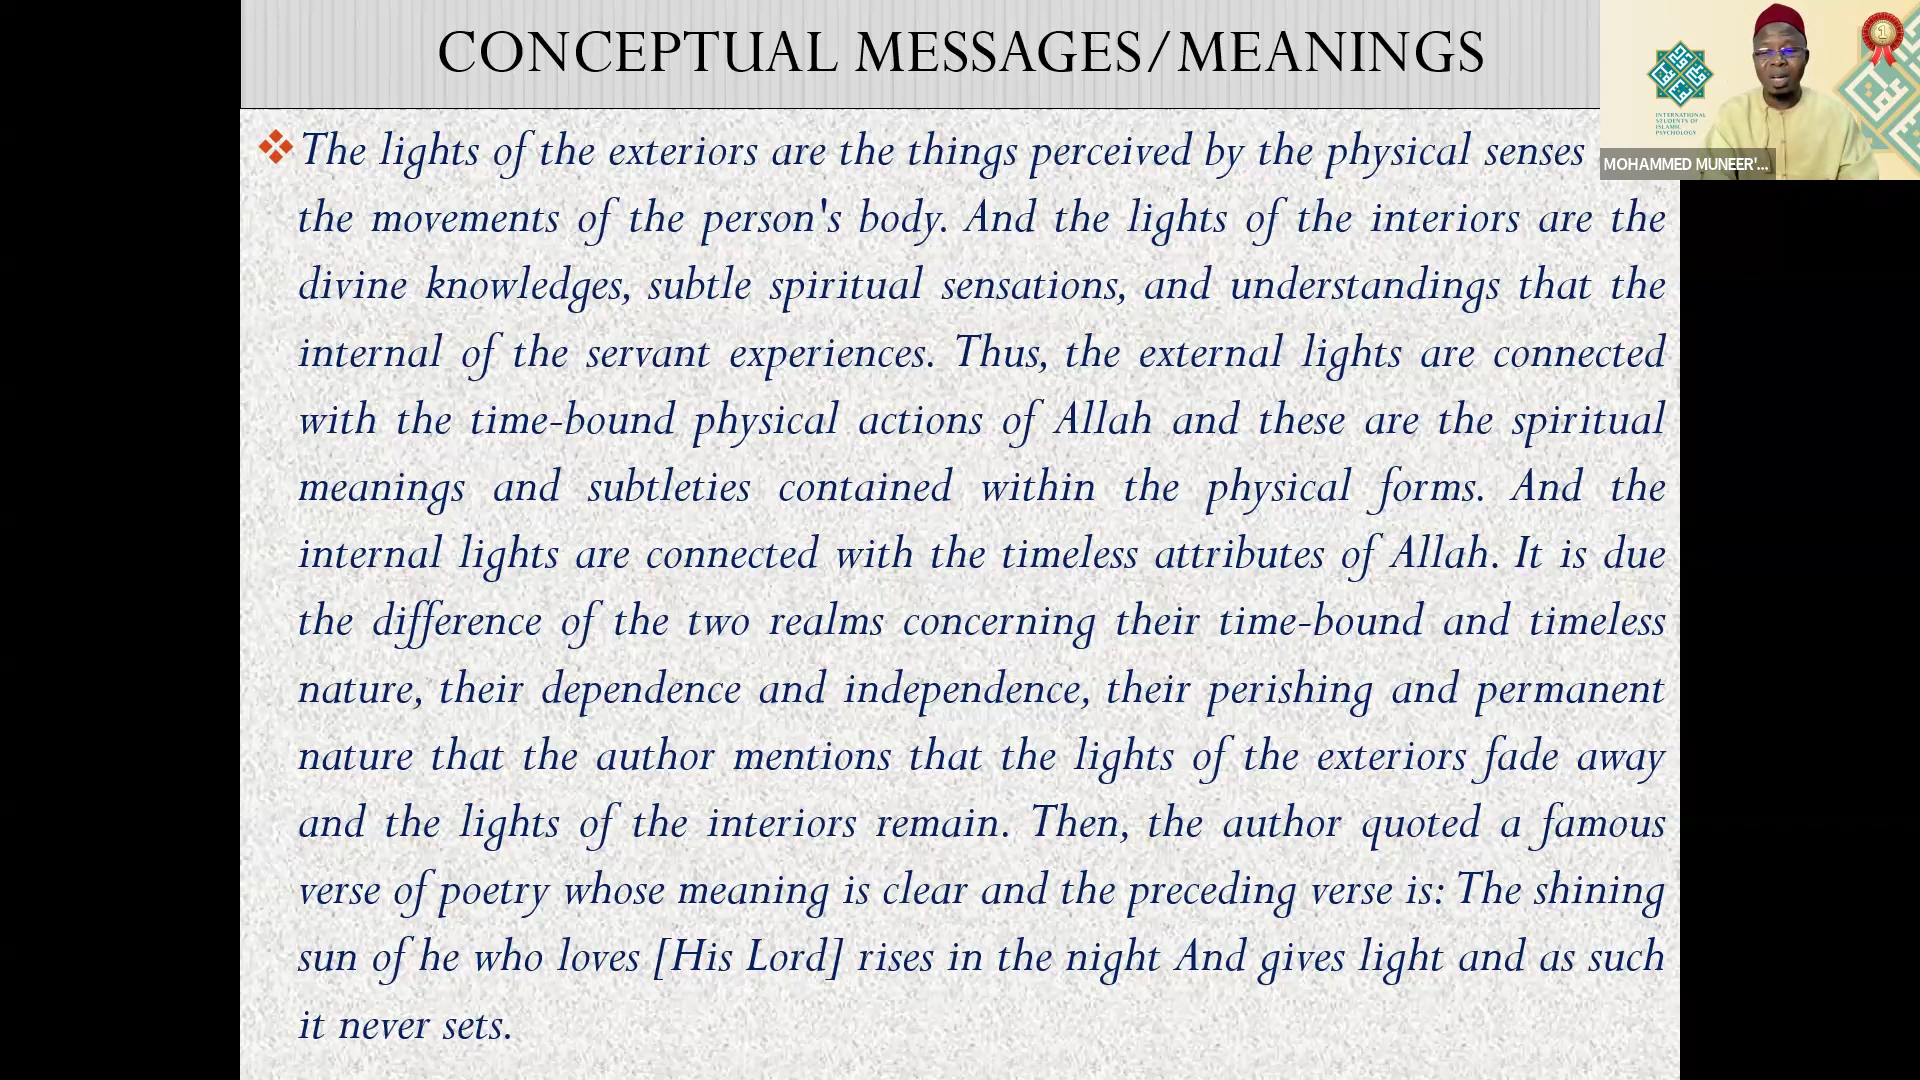 CONCEPTUAL MESSAGES/MEANINGS
The lights of the exteriors are the things perceived by the physical senses
the movements of the person's body. And the lights of the interiors are the
divine knowledges, subtle spiritual sensations, and understandings that the
internal of the servant experiences. Thus, the external lights are connected
with the time-bound physical actions of Allah and these are the spiritual
meanings and subtleties contained within the physical forms. And the
internal lights are connected with the timeless attributes of Allah. It is due
the difference of the two realms concerning their time-bound and timeless
nature, their dependence and independence, their perishing and permanent
nature that the author mentions that the lights of the exteriors fade away
and the lights of the interiors remain. Then, the author quoted a famous
verse of poetry whose meaning is clear and the preceding verse is: The shining
sun of he who loves [His Lord] rises in the night And gives light and as such
it never sets.
INTERNATIONAL
STUDENTS OF
ISLAMIC
PSYCHOLOGY
1
MOHAMMED MUNEER'...